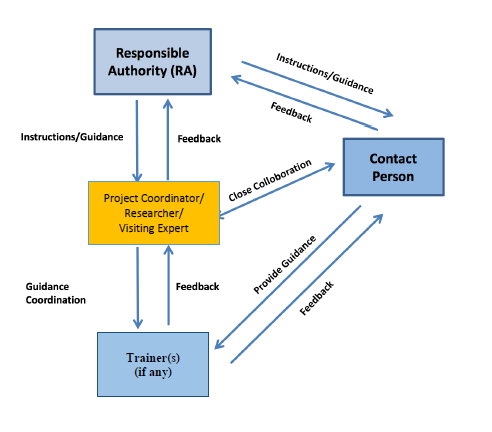 Responsible
Authority (RA)
Instructions/Guidance
Feedback
Instructions/Guidance
Feedback
Contact
Person
Close Colloboration
Project Coordinator/
Researcher/
Visiting Expert
Guidance
Coordination
Feedback
Provide Guidance
Feedback
Trainer(s)
(if any)